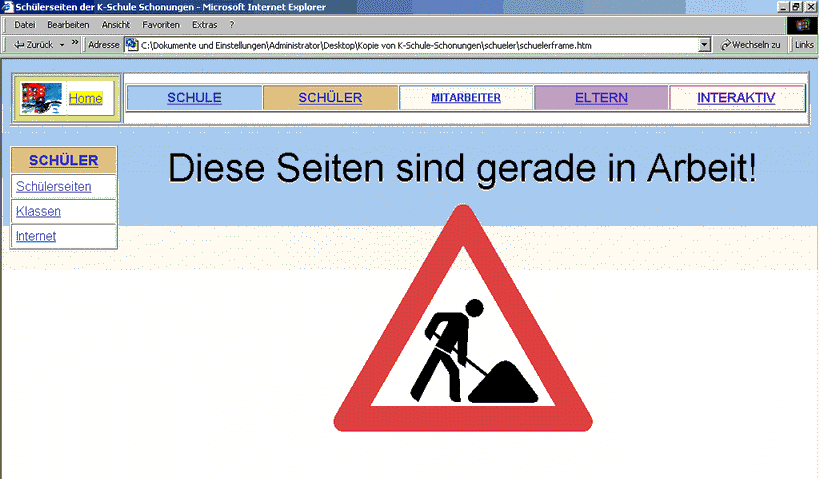 Schülerseiten der K-Schule Schonungen - Microsoft Internet Explorer
Datei Bearbeiten Ansicht Favoriten Extras ?
Zurück » Adresse C:\Dokumente und Einstellungen\Administrator\Desktop\Kopie von K-Schule-Schonungen\schueler\schuelerframe.htm Wechseln zu Links
Home SCHULE SCHÜLER MITARBEITER ELTERN INTERAKTIV
SCHÜLER
Diese Seiten sind gerade in Arbeit!
Schülerseiten
Klassen
Internet